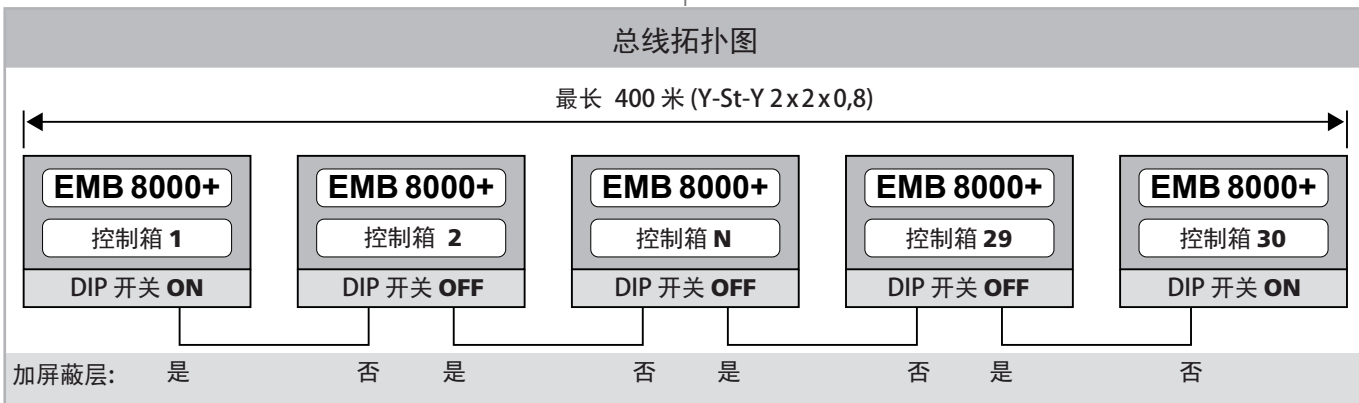 总线拓扑图
最长 400 米 (Y-St-Y 2x2x0,8)
EMB 8000+ EMB 8000+ EMB 8000+ EMB 8000+ EMB 8000+
控制箱 1 控制箱 2 控制箱 N 控制箱 29 控制箱 30
DIP 开关 ON DIP 开关 OFF DIP 开关 OFF DIP 开关 OFF DIP 开关 ON
加屏蔽层: 是 否 是 否 是 否 是 否